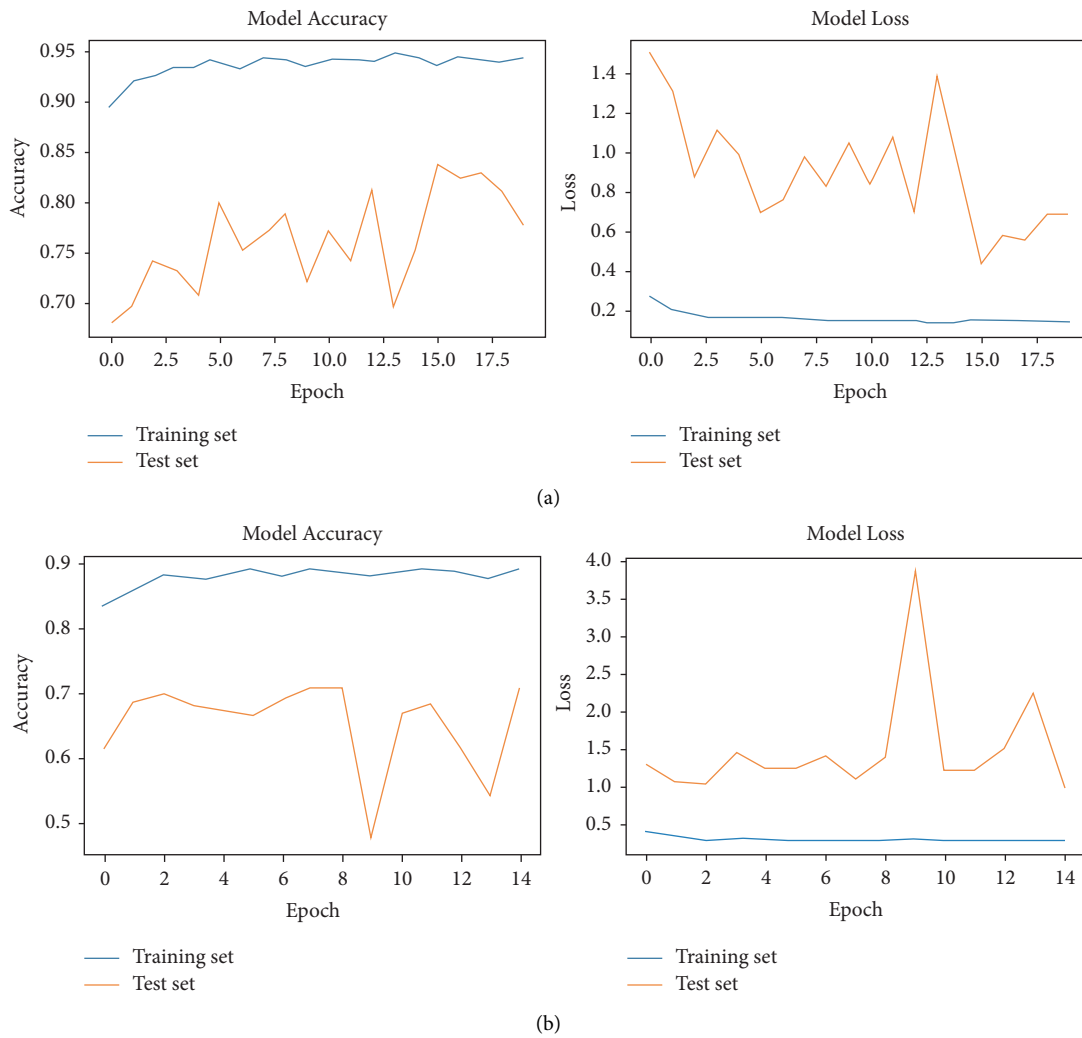 Model Accuracy
0.95
0.90
0.85
0.80
0.75
0.70
Accuracy
0.0 2.5 5.0 7.5 10.0 12.5 15.0 17.5
Epoch
Training set
Test set
Model Loss
1.4
1.2
1.0
0.8
0.6
0.4
0.2
Loss
0.0 2.5 5.0 7.5 10.0 12.5 15.0 17.5
Epoch
Training set
Test set
(a)
Model Accuracy
0.9
0.8
0.7
0.6
0.5
Accuracy
0 2 4 6 8 10 12 14
Epoch
Training set
Test set
Model Loss
4.0
3.5
3.0
2.5
2.0
1.5
1.0
0.5
Loss
0 2 4 6 8 10 12 14
Epoch
Training set
Test set
(b)